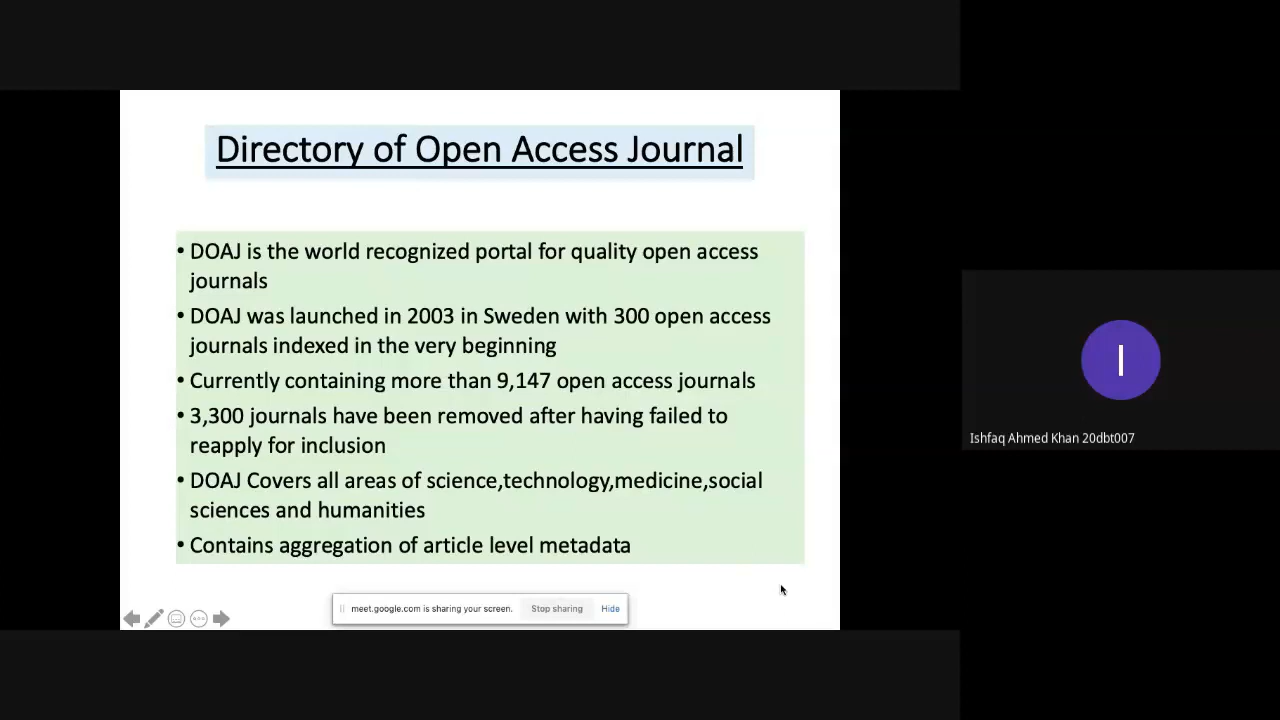 Directory of Open Access Journal
• DOAJ is the world recognized portal for quality open access
journals
• DOAJ was launched in 2003 in Sweden with 300 open access
journals indexed in the very beginning
• Currently containing more than 9,147 open access journals
• 3,300 journals have been removed after having failed to
reapply for inclusion
• DOAJ Covers all areas of science,technology,medicine,social
sciences and humanities
• Contains aggregation of article level metadata
meet.google.com is sharing your screen. Stop sharing Hide
I
Ishfaq Ahmed Khan 20dbt007